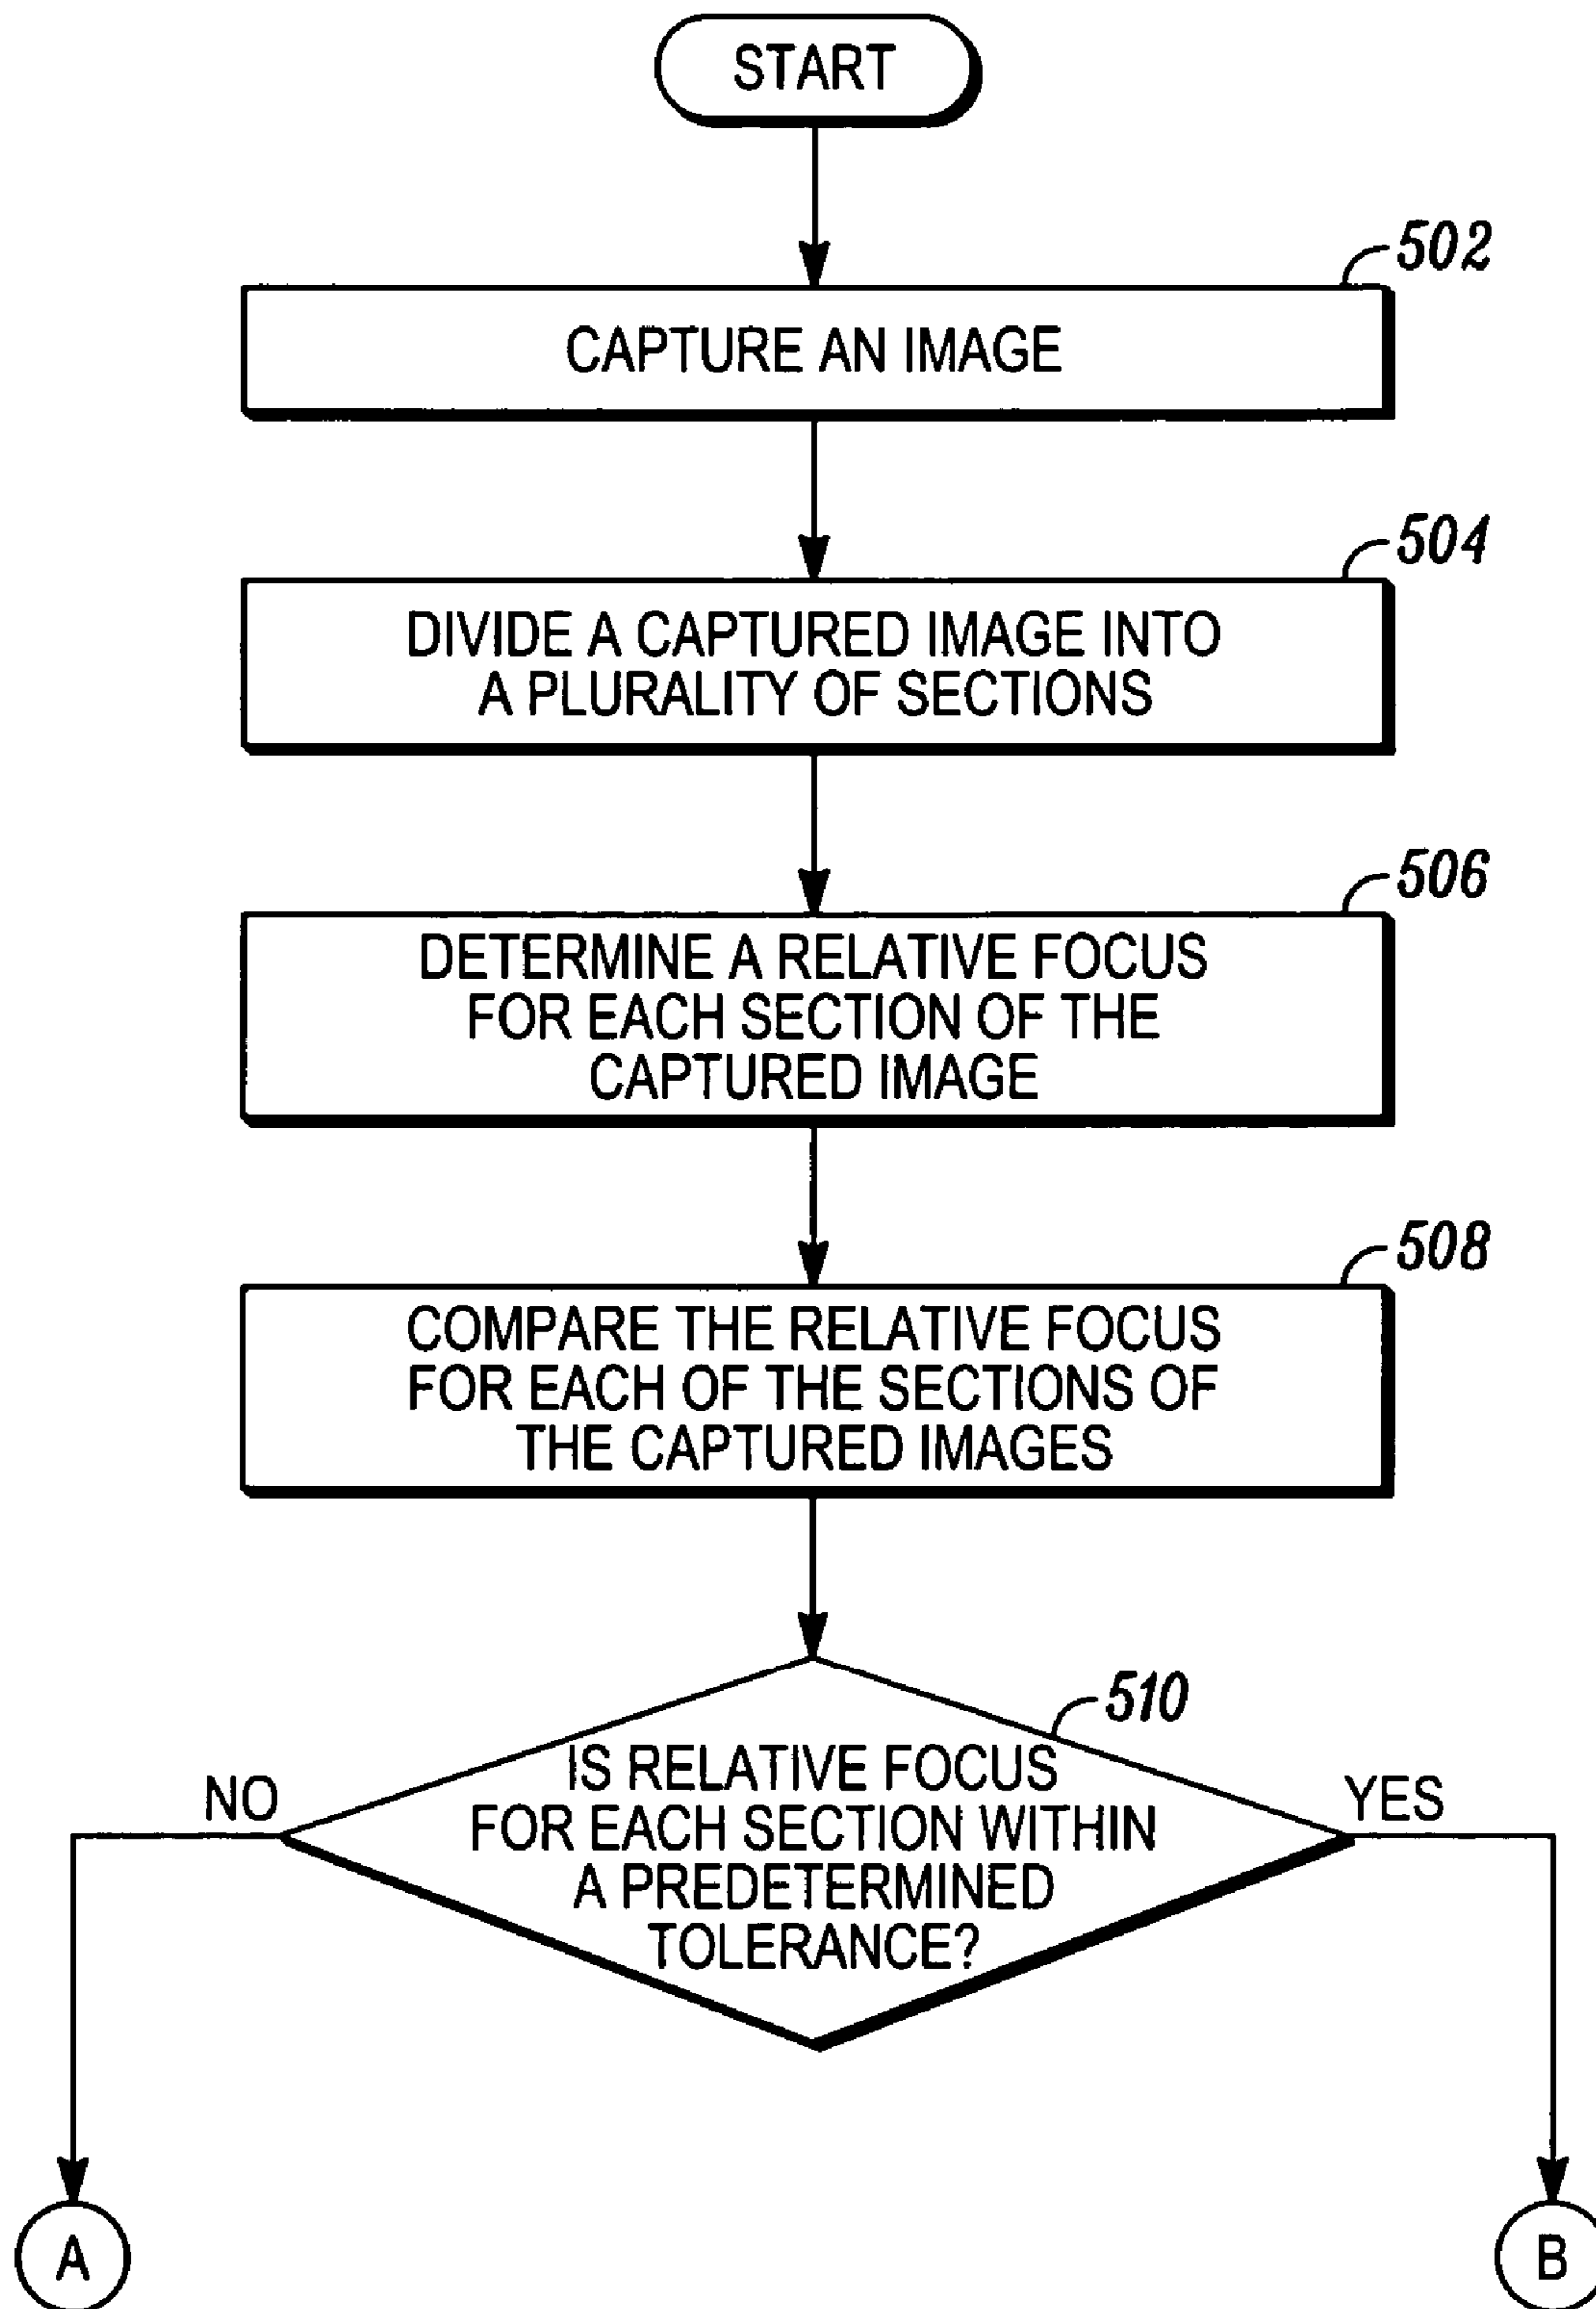 START
502
CAPTURE AN IMAGE
504
DIVIDE A CAPTURED IMAGE INTO
A PLURALITY OF SECTIONS
506
DETERMINE A RELATIVE FOCUS
FOR EACH SECTION OF THE
CAPTURED IMAGE
508
COMPARE THE RELATIVE FOCUS
FOR EACH OF THE SECTIONS OF
THE CAPTURED IMAGES
510
IS RELATIVE FOCUS
FOR EACH SECTION WITHIN
A PREDETERMINED
TOLERANCE?
NO
YES
A
B